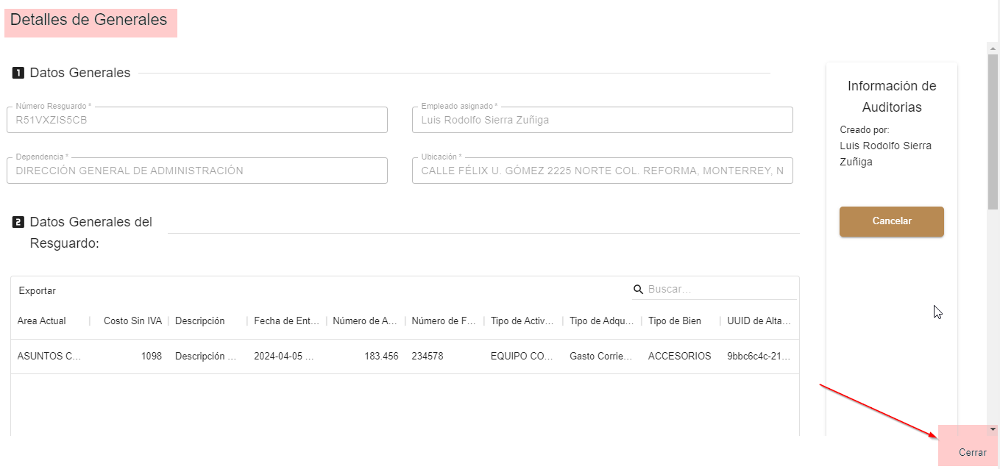 Detalles de Generales
1 Datos Generales
Número Resguardo *
R51VXZIS5CB
Empleado asignado *
Luis Rodolfo Sierra Zuñiga
Dependencia *
DIRECCIÓN GENERAL DE ADMINISTRACIÓN
Ubicación *
CALLE FÉLIX U. GÓMEZ 2225 NORTE COL. REFORMA, MONTERREY, N
Información de
Auditorias
Creado por:
Luis Rodolfo Sierra
Zuñiga
Cancelar
2 Datos Generales del
Resguardo:
Exportar
Buscar...
Area Actual Costo Sin IVA Descripción Fecha de Ent... Número de A... Número de F... Tipo de Activ... Tipo de Adqu... Tipo de Bien UUID de Alta...
ASUNTOS C... 1098 Descripción ... 2024-04-05 ... 183.456 234578 EQUIPO CO... Gasto Corrie... ACCESORIOS 9bbc6c4c-21...
Cerrar